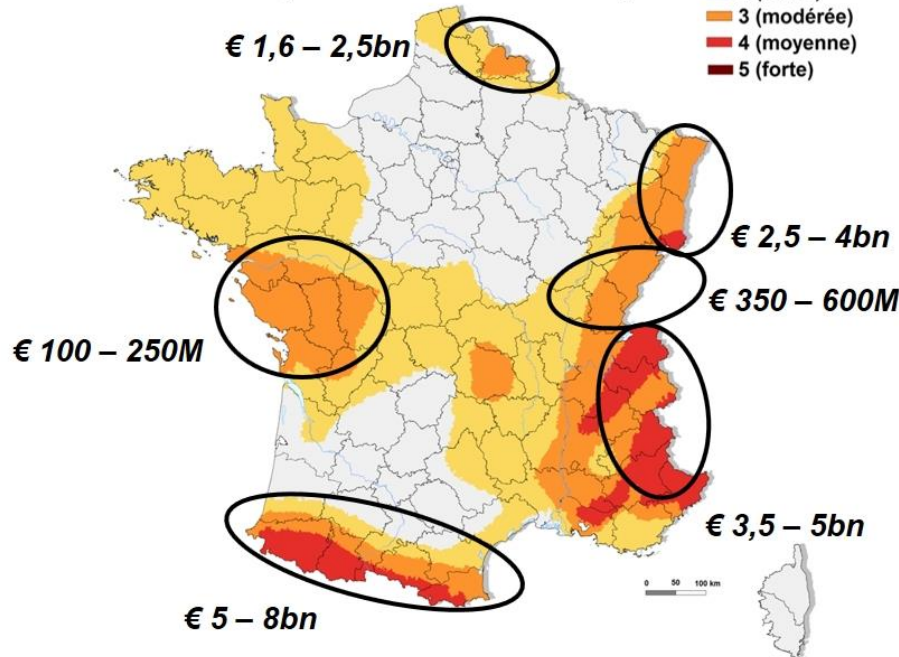 3 (modérée)
4 (moyenne)
5 (forte)
€ 1,6 – 2,5bn
€ 2,5 – 4bn
€ 350 – 600M
€ 100 – 250M
€ 3,5 – 5bn
0 50 100 km
€ 5 – 8bn